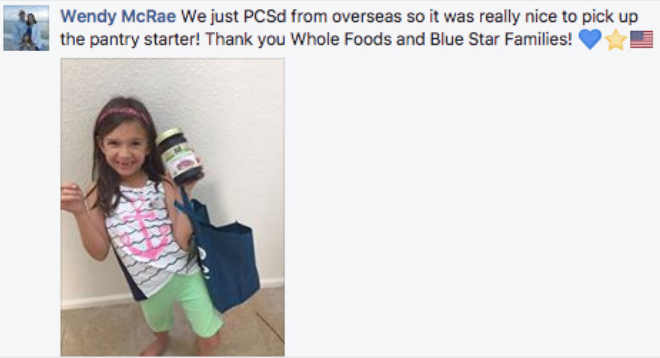 Wendy McRae We just PCSd from overseas so it was really nice to pick up
the pantry starter! Thank you Whole Foods and Blue Star Families! 💙⭐🇺🇸